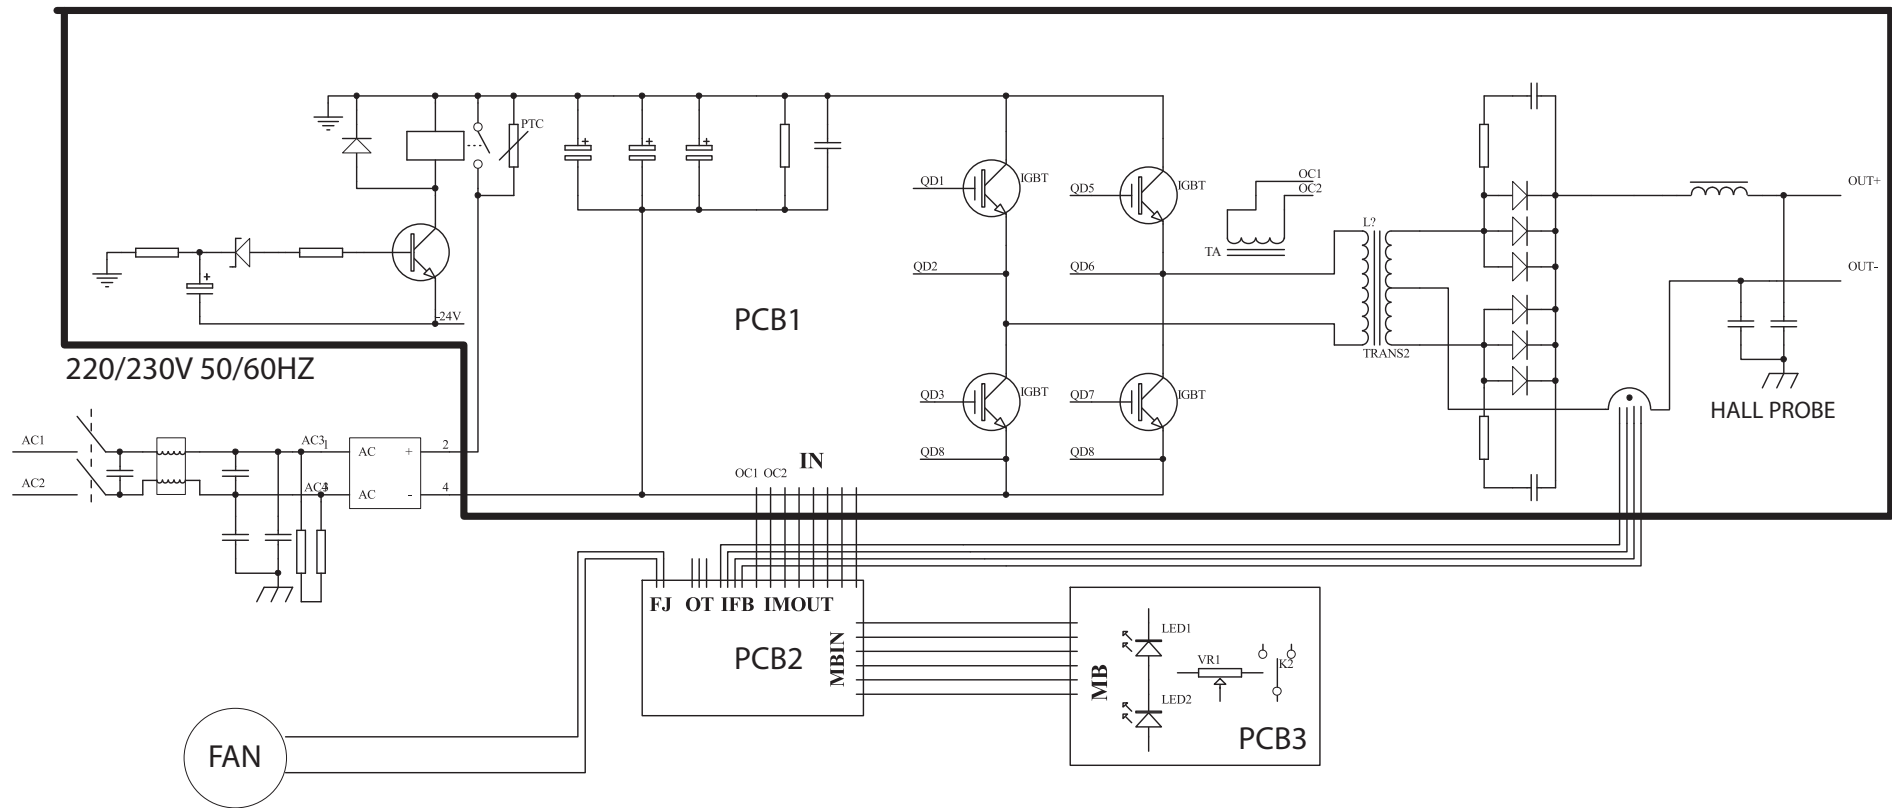 PTC
+
+
+
QD1
IGBT
QD5
IGBT
OC1
OC2
OUT+
L?
TA
+
QD2
QD6
OUT-
-24V
PCB1
TRANS2
220/230V 50/60HZ
QD3
IGBT
QD7
IGBT
HALL PROBE
AC1
AC3
1
AC
+
2
QD8
QD8
IN
OC1 OC2
AC2
AC4
3
AC
-
4
FJ OT IFB IMOUT
PCB2
MBIN
MB
LED1
VR1
K2
LED2
PCB3
FAN